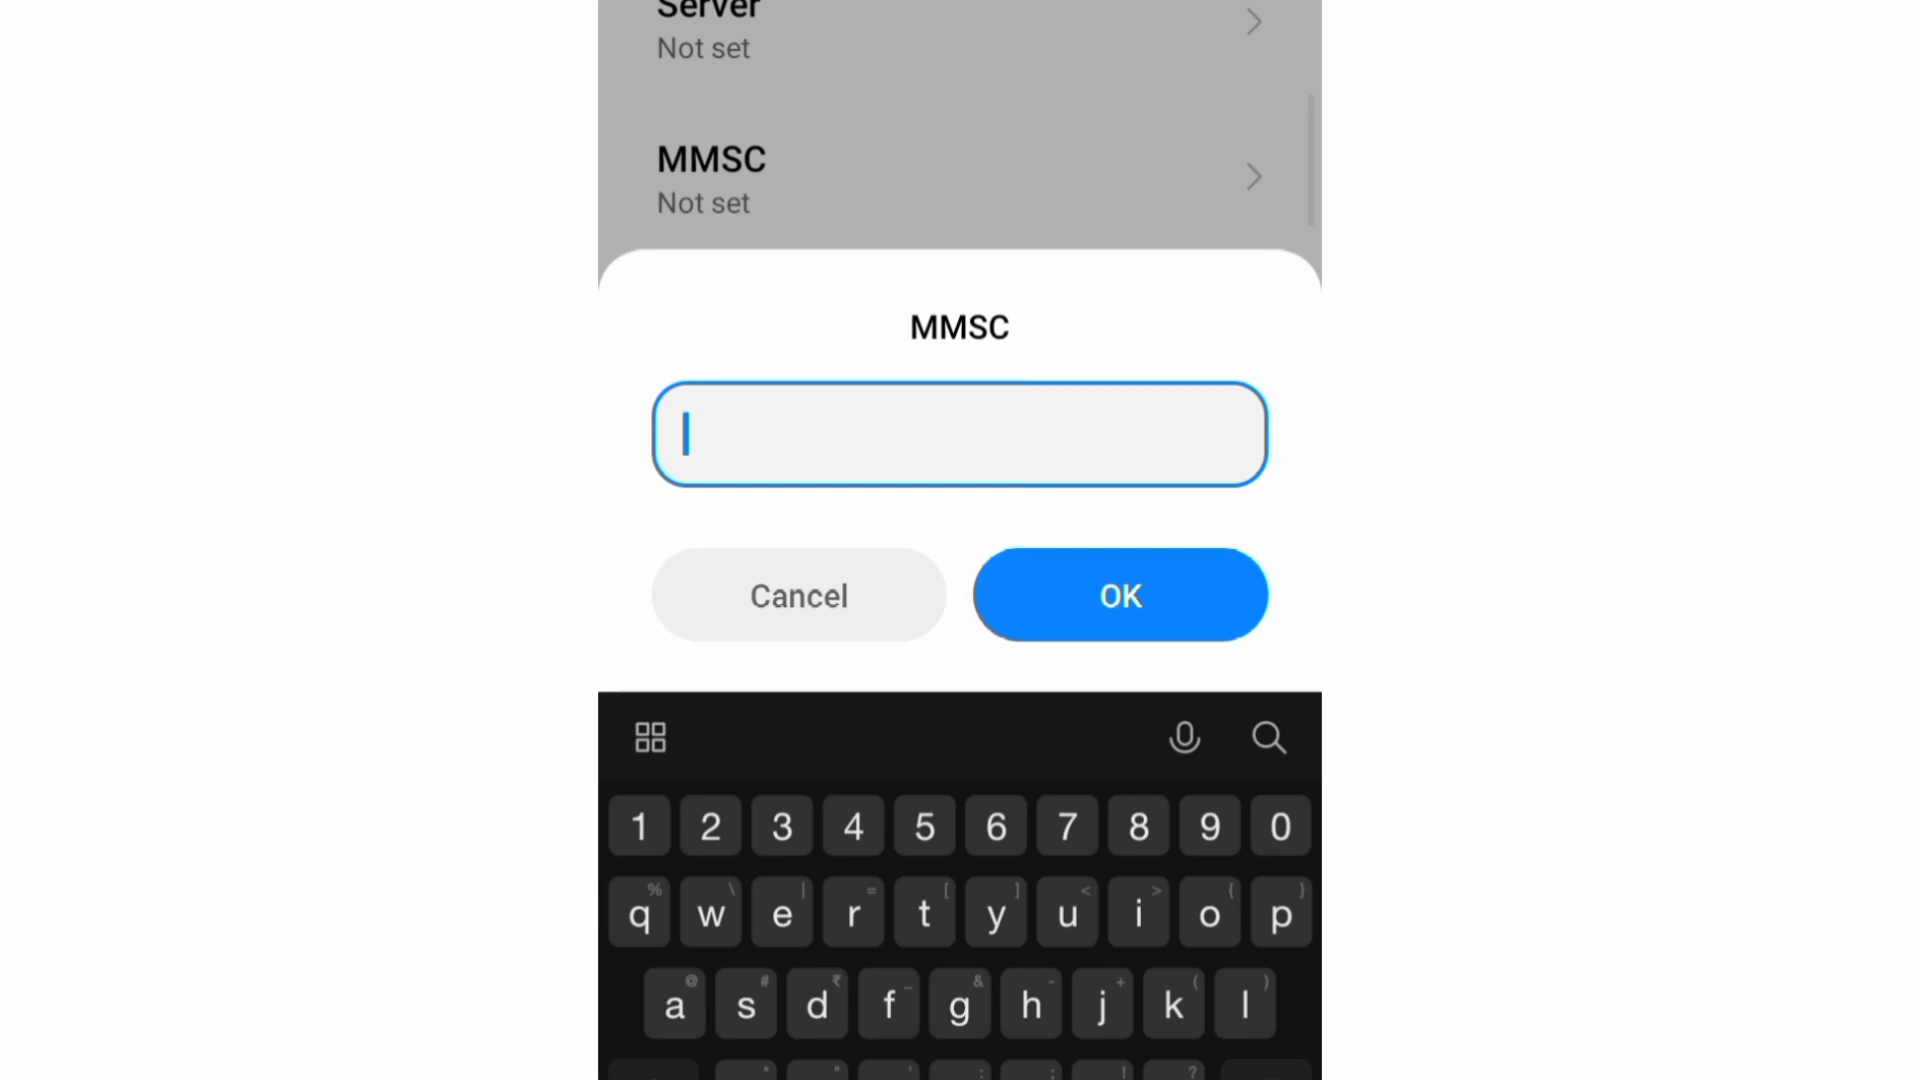 Server
Not set
MMSC
Not set
MMSC
Cancel
OK
1 2 3 4 5 6 7 8 9 0
% \ | = [ ] < > { }
q w e r t y u i o p
@ # ₹ _ & - + ( )
a s d f g h j k l
* " ' : ; ! ?